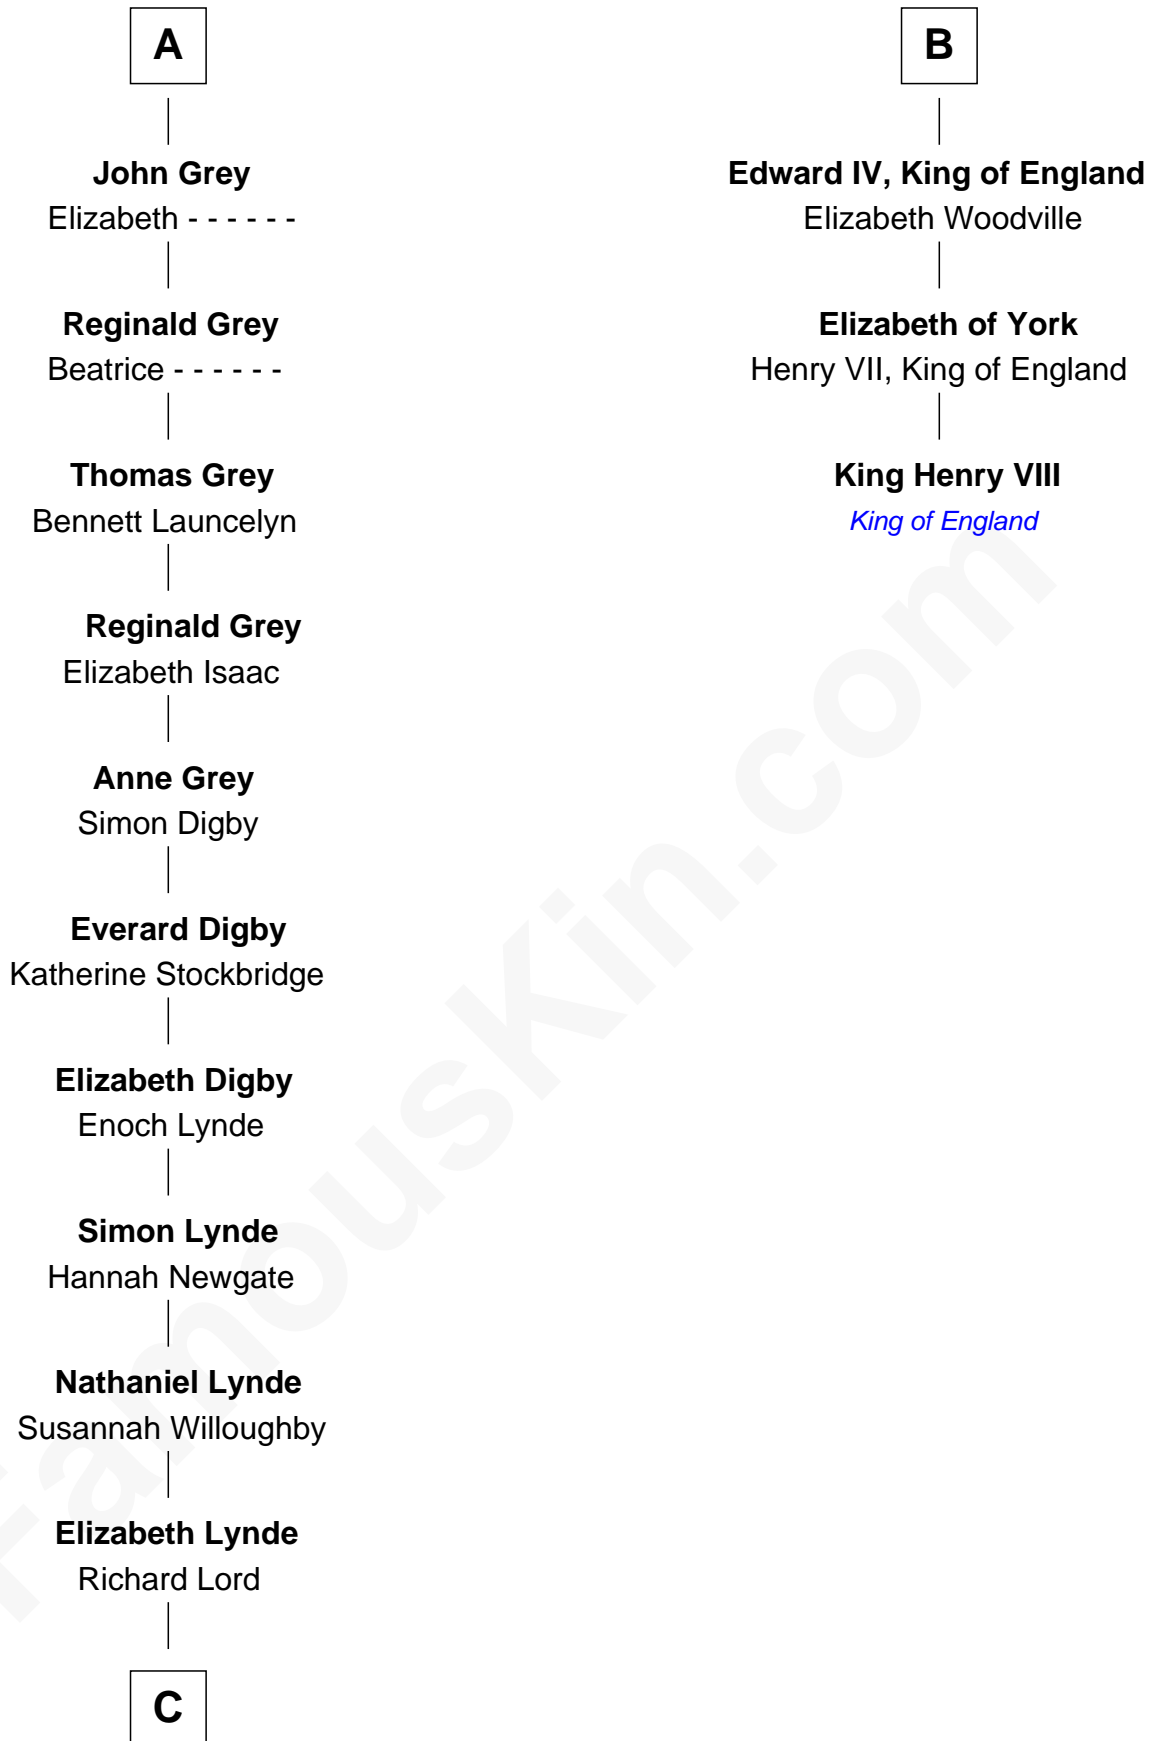 A
John Grey
Elizabeth - - - - - -
Reginald Grey
Beatrice - - - - - -
Thomas Grey
Bennett Launcelyn
Reginald Grey
Elizabeth Isaac
Anne Grey
Simon Digby
Everard Digby
Katherine Stockbridge
Elizabeth Digby
Enoch Lynde
Simon Lynde
Hannah Newgate
Nathaniel Lynde
Susannah Willoughby
Elizabeth Lynde
Richard Lord
C
B
Edward IV, King of England
Elizabeth Woodville
Elizabeth of York
Henry VII, King of England
King Henry VIII
King of England
FamousKin.com